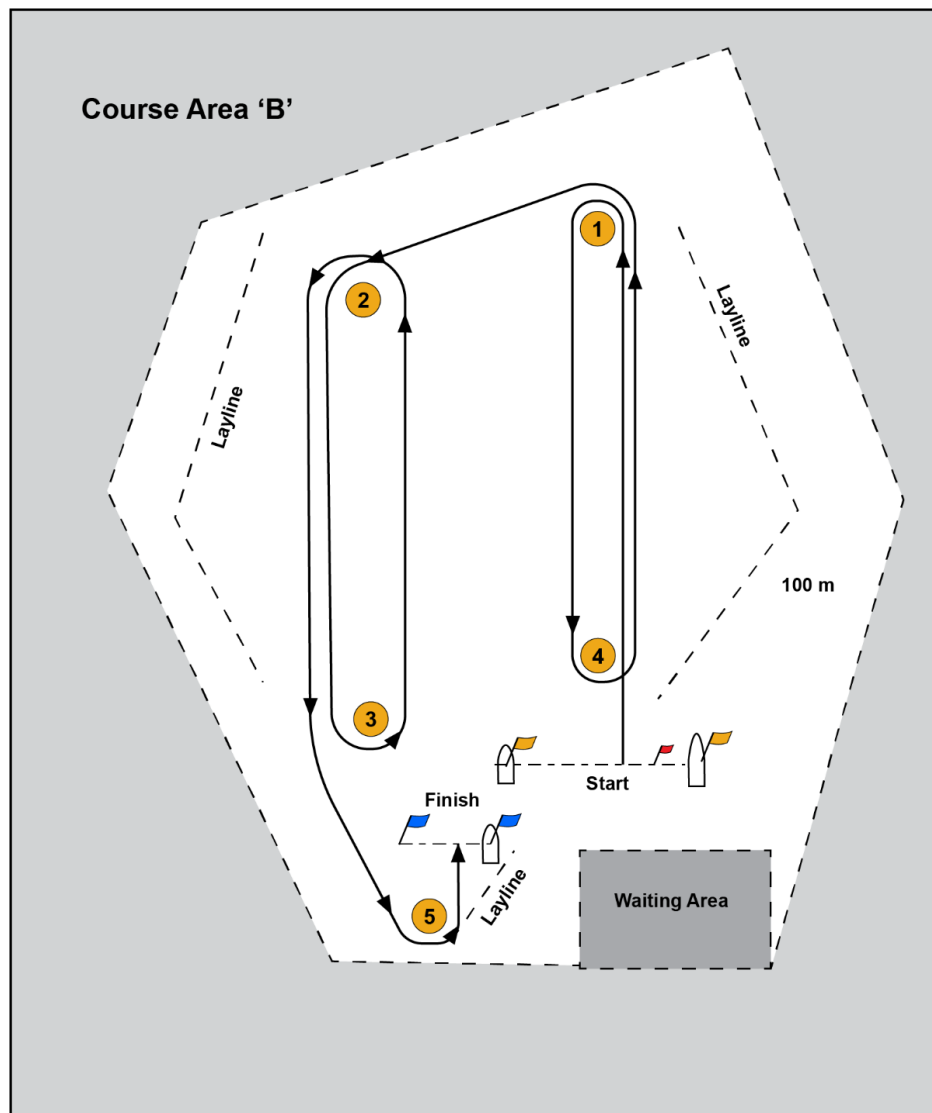 Course Area ‘B’
1
Layline
2
Layline
100 m
4
3
Start
Finish
Layline
5
Waiting Area